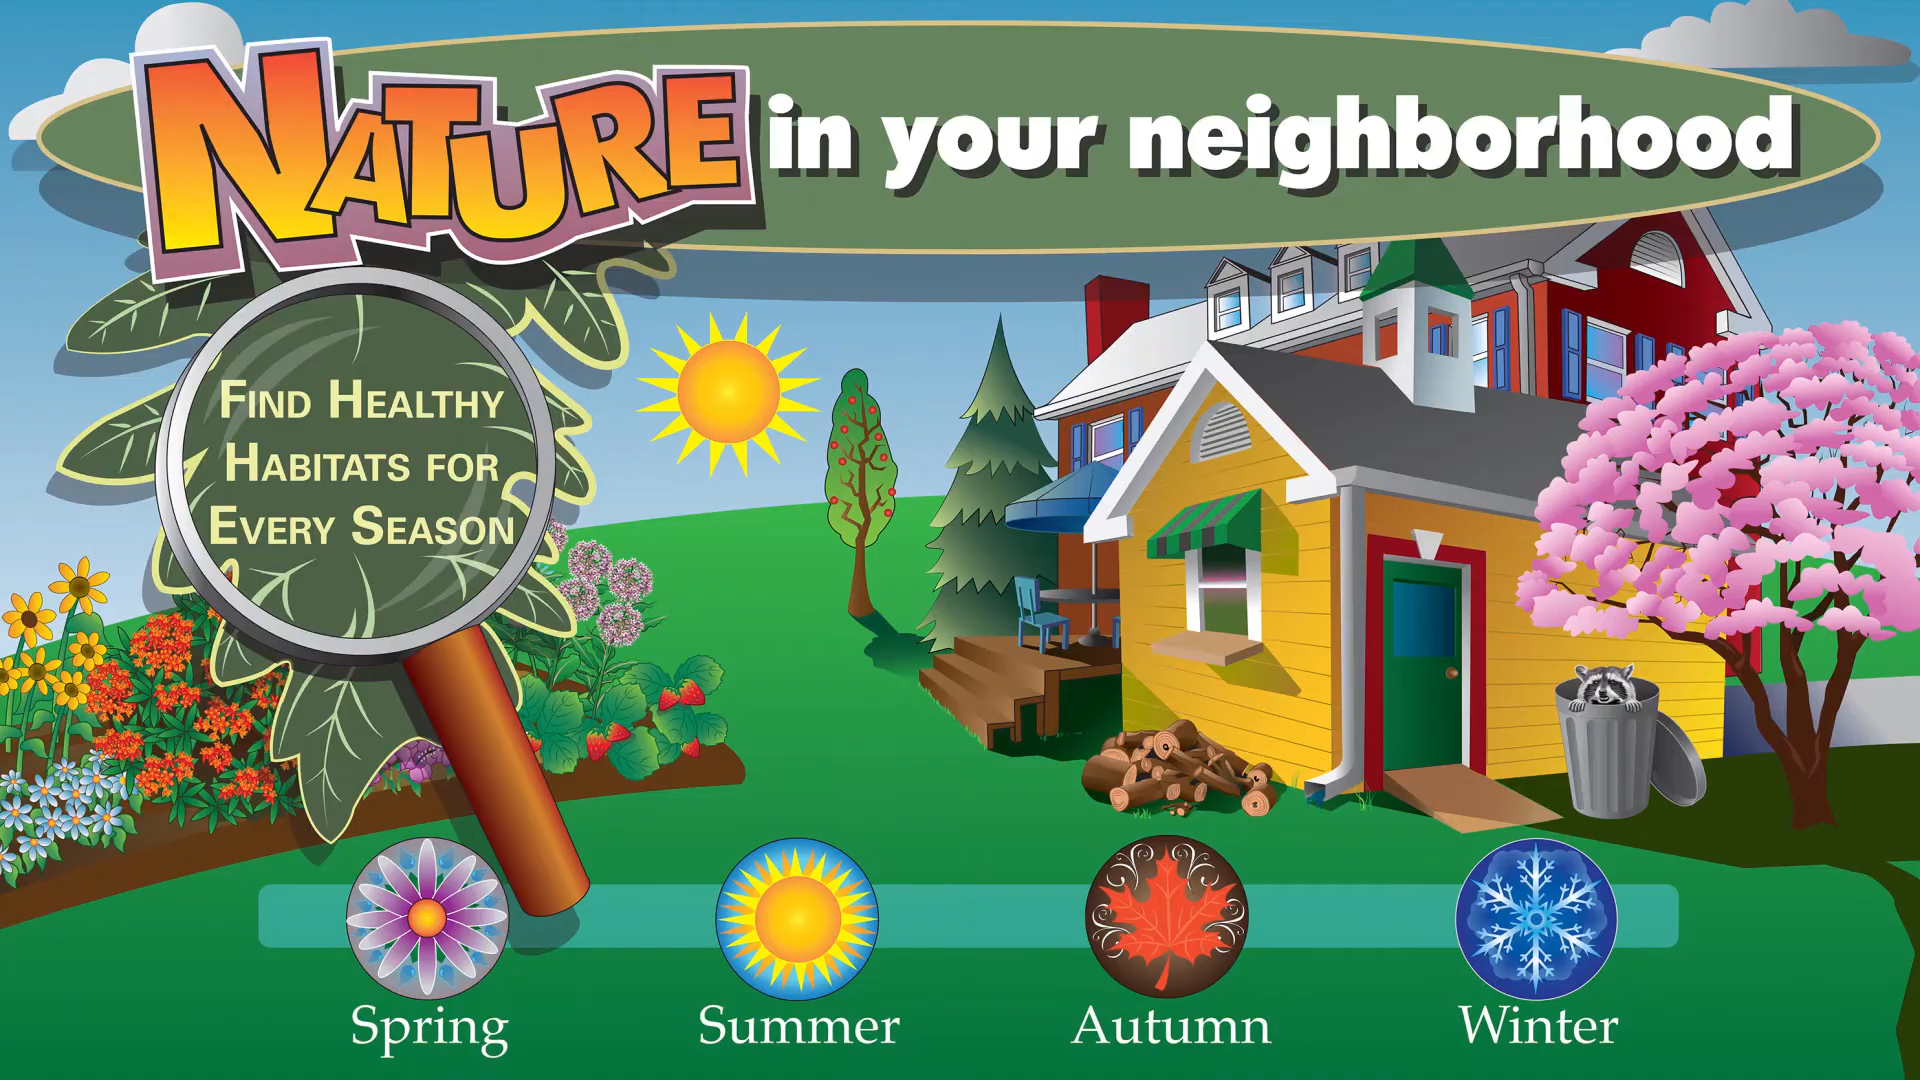 NATURE in your neighborhood
FIND HEALTHY
HABITATS FOR
EVERY SEASON
Spring
Summer
Autumn
Winter